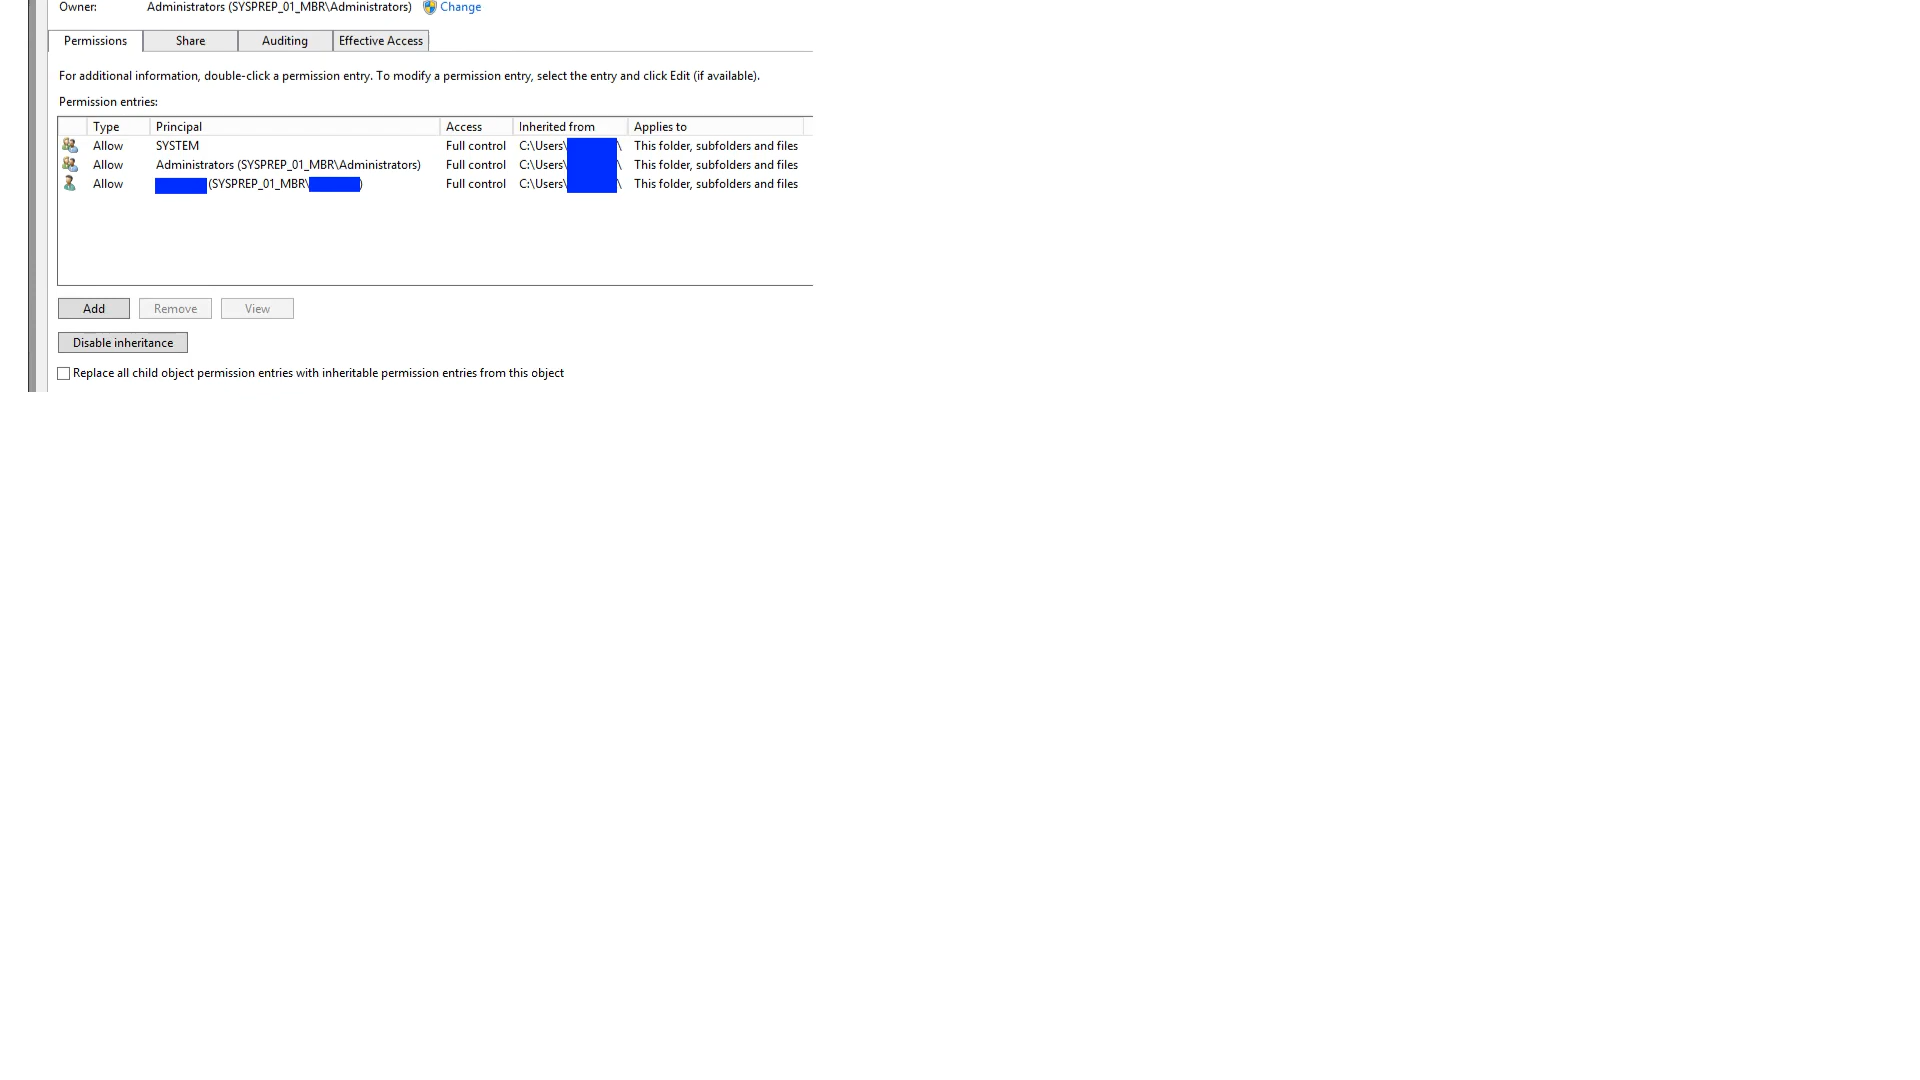 Owner: Administrators (SYSPREP_01_MBR\Administrators) Change
Permissions Share Auditing Effective Access
For additional information, double-click a permission entry. To modify a permission entry, select the entry and click Edit (if available).
Permission entries:
Type Principal Access Inherited from Applies to
Allow SYSTEM Full control C:\Users\ \ This folder, subfolders and files
Allow Administrators (SYSPREP_01_MBR\Administrators) Full control C:\Users\ \ This folder, subfolders and files
Allow (SYSPREP_01_MBR\ ) Full control C:\Users\ \ This folder, subfolders and files
Add Remove View
Disable inheritance
Replace all child object permission entries with inheritable permission entries from this object